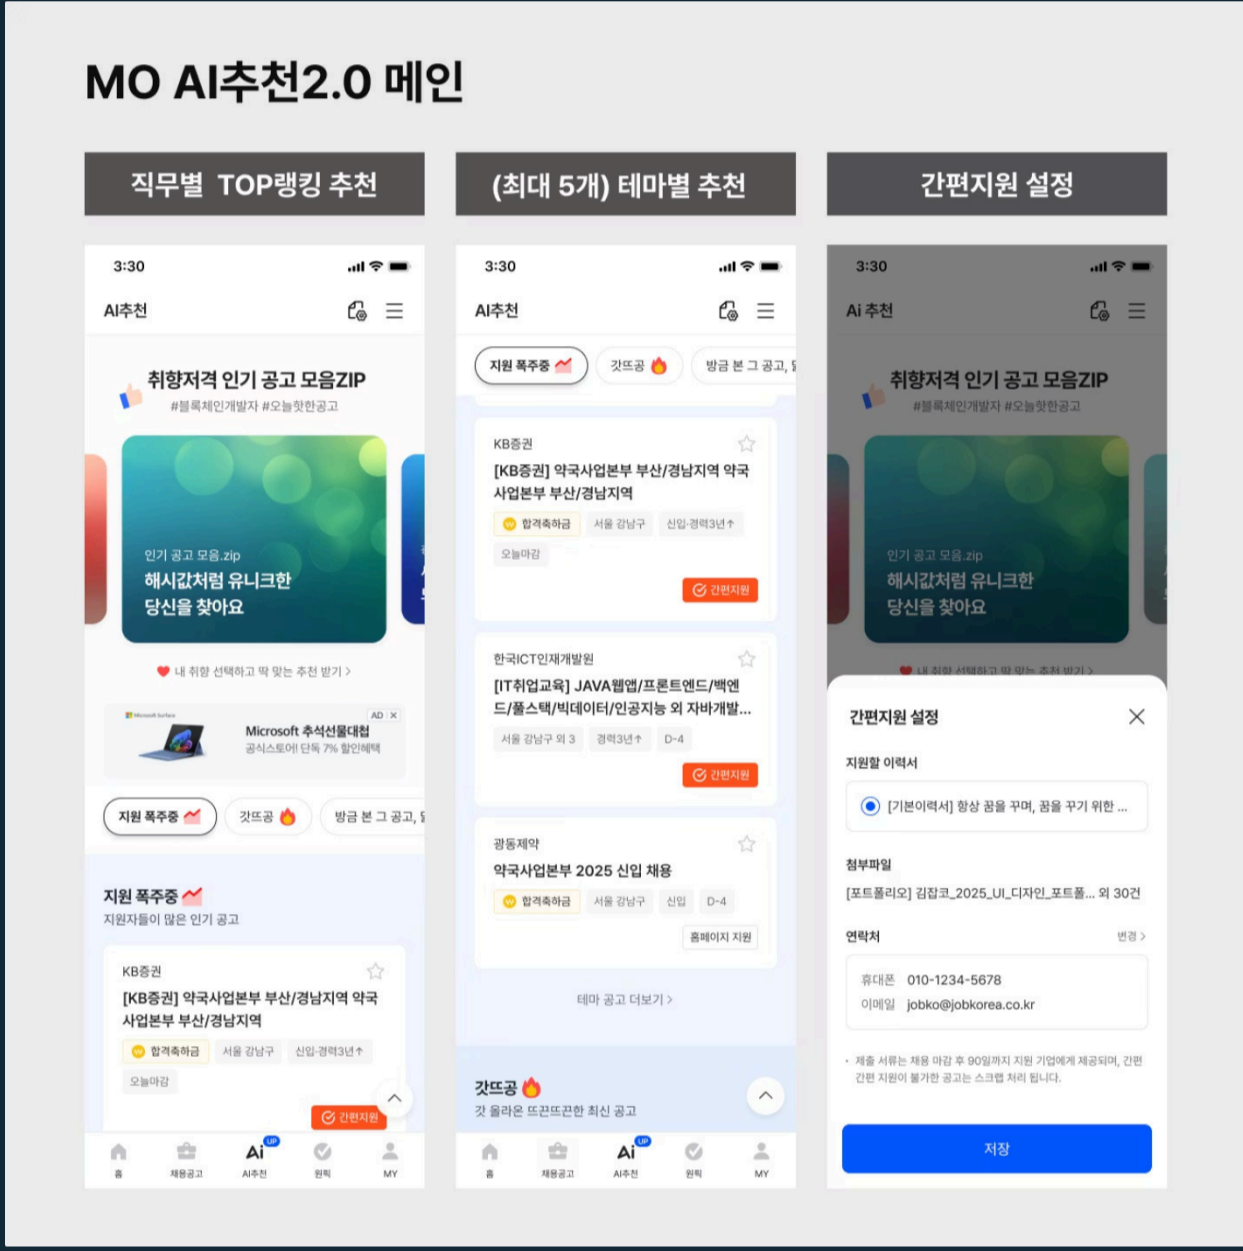 MO AI추천2.0 메인
직무별 TOP랭킹 추천
3:30
AI추천
취향저격 인기 공고 모음ZIP
#블록체인개발자 #오늘핫한공고
인기 공고 모음.zip
해시값처럼 유니크한
당신을 찾아요
내 취향 선택하고 딱 맞는 추천 받기 >
Microsoft Surface
AD X
Microsoft 추석선물대첩
공식스토어! 단독 7% 할인혜택
지원 폭주중
갓뜨공
방금 본 그 공고,
지원 폭주중
지원자들이 많은 인기 공고
KB증권
[KB증권] 약국사업본부 부산/경남지역 약국
사업본부 부산/경남지역
합격축하금
서울 강남구
신입·경력3년↑
오늘마감
간편지원
홈
채용공고
Ai UP
AI추천
원픽
MY
(최대 5개) 테마별 추천
3:30
AI추천
지원 폭주중
갓뜨공
방금 본 그 공고,
KB증권
[KB증권] 약국사업본부 부산/경남지역 약국
사업본부 부산/경남지역
합격축하금
서울 강남구
신입·경력3년↑
오늘마감
간편지원
한국ICT인재개발원
[IT취업교육] JAVA웹앱/프론트엔드/백엔
드/풀스택/빅데이터/인공지능 외 자바개발...
서울 강남구 외 3
경력3년↑
D-4
간편지원
광동제약
약국사업본부 2025 신입 채용
합격축하금
서울 강남구
신입
D-4
홈페이지 지원
테마 공고 더보기 >
갓뜨공
갓 올라온 뜨끈뜨끈한 최신 공고
홈
채용공고
Ai UP
AI추천
원픽
MY
간편지원 설정
3:30
Ai 추천
취향저격 인기 공고 모음ZIP
#블록체인개발자 #오늘핫한공고
인기 공고 모음.zip
해시값처럼 유니크한
당신을 찾아요
내 취향 선택하고 딱 맞는 추천 받기 >
간편지원 설정
지원할 이력서
[기본이력서] 항상 꿈을 꾸며, 꿈을 꾸기 위한 ...
첨부파일
[포트폴리오] 김잡코_2025_UI_디자인_포트폴... 외 30건
연락처
변경 >
휴대폰 010-1234-5678
이메일 jobko@jobkorea.co.kr
· 제출 서류는 채용 마감 후 90일까지 지원 기업에게 제공되며, 간편
간편 지원이 불가한 공고는 스크랩 처리 됩니다.
저장